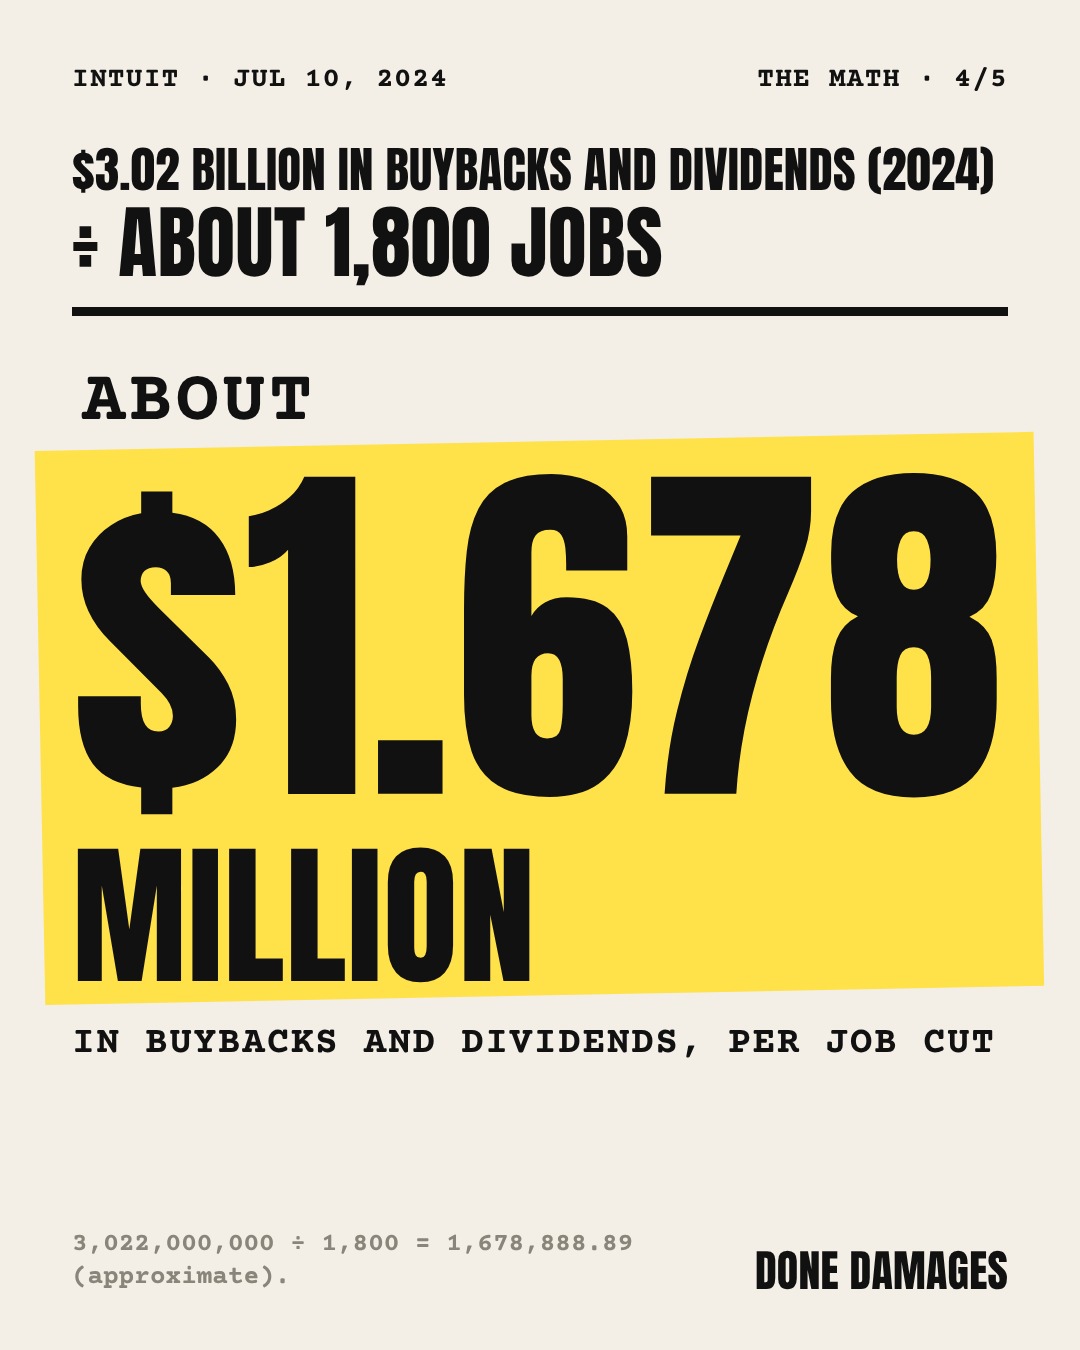 INTUIT · JUL 10, 2024
THE MATH · 4/5
$3.02 BILLION IN BUYBACKS AND DIVIDENDS (2024)
÷ ABOUT 1,800 JOBS
ABOUT
$1.678
MILLION
IN BUYBACKS AND DIVIDENDS, PER JOB CUT
3,022,000,000 ÷ 1,800 = 1,678,888.89
(approximate).
DONE DAMAGES